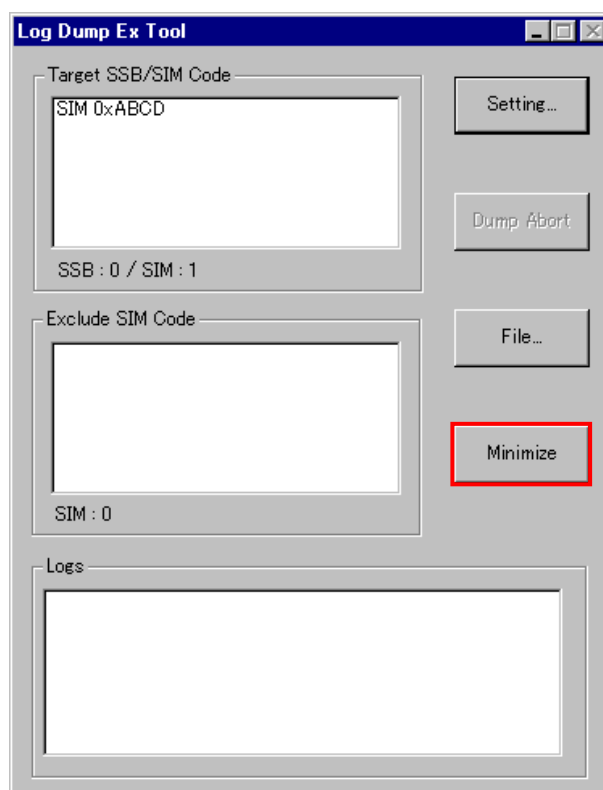 Log Dump Ex Tool
Target SSB/SIM Code
SIM 0xABCD
SSB : 0 / SIM : 1
Setting...
Dump Abort
Exclude SIM Code
SIM : 0
File...
Minimize
Logs